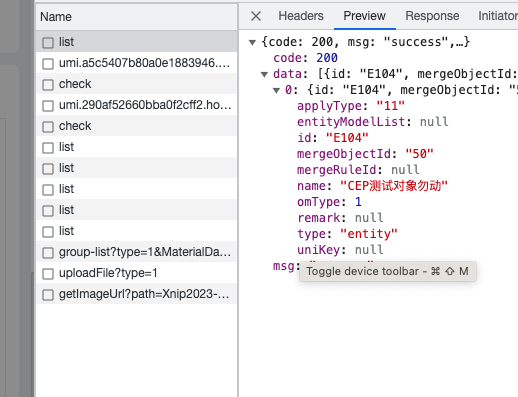 Name
list
umi.a5c5407b80a0e1883946.…
check
umi.290af52660bba0f2cff2.ho…
check
list
list
list
list
list
group-list?type=1&MaterialDa…
uploadFile?type=1
getImageUrl?path=Xnip2023-…
Headers Preview Response Initiator
{code: 200, msg: "success",…}
code: 200
data: [{id: "E104", mergeObjectId:
0: {id: "E104", mergeObjectId: "5
applyType: "11"
entityModelList: null
id: "E104"
mergeObjectId: "50"
mergeRuleId: null
name: "CEP测试对象勿动"
omType: 1
remark: null
type: "entity"
uniKey: null
msg:
Toggle device toolbar - ⌘ ⇧ M